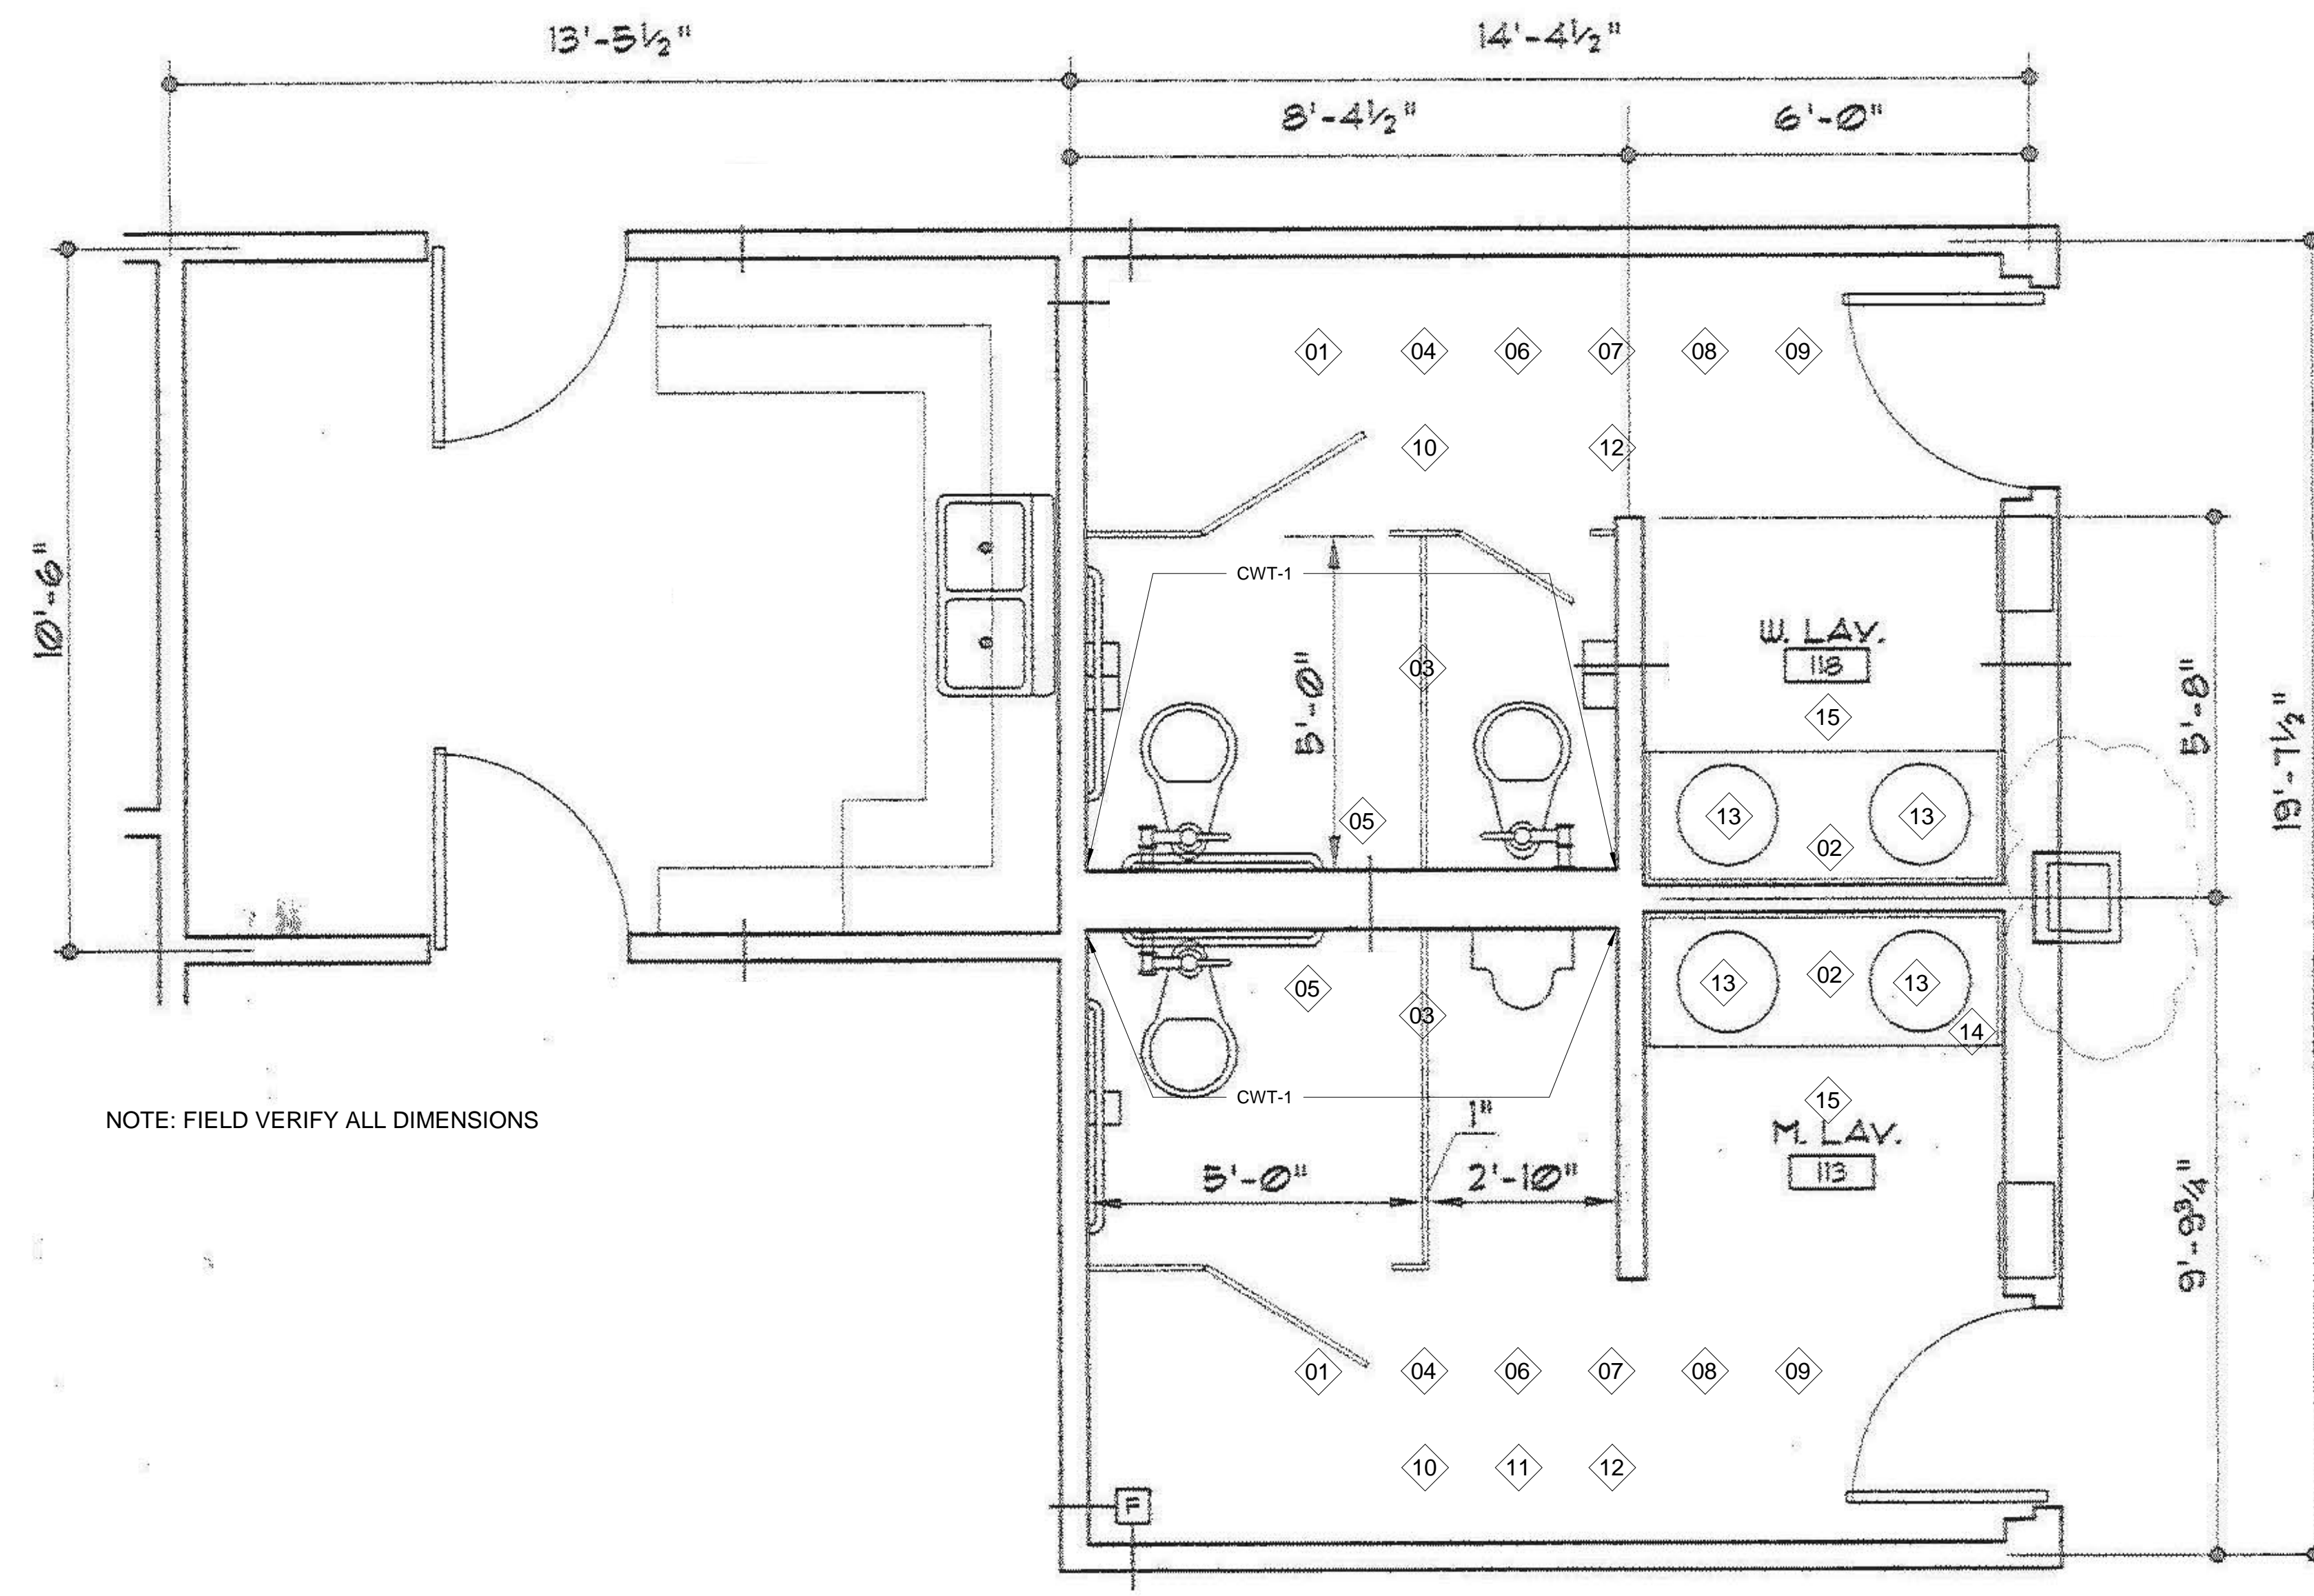 13'-5½" 14'-4½"
8'-4½" 6'-0"
01 04 06 07 08 09
10 12
10'-6"
CWT-1
W. LAV.
118
03
5'-0"
5'-8"
19'-7½"
15
13 13
05
02
05
03
13 02 13
14
CWT-1
15
NOTE: FIELD VERIFY ALL DIMENSIONS
1"
M. LAV.
113
5'-0" 2'-10"
9'-9¾"
01 04 06 07 08 09
10 11 12
F